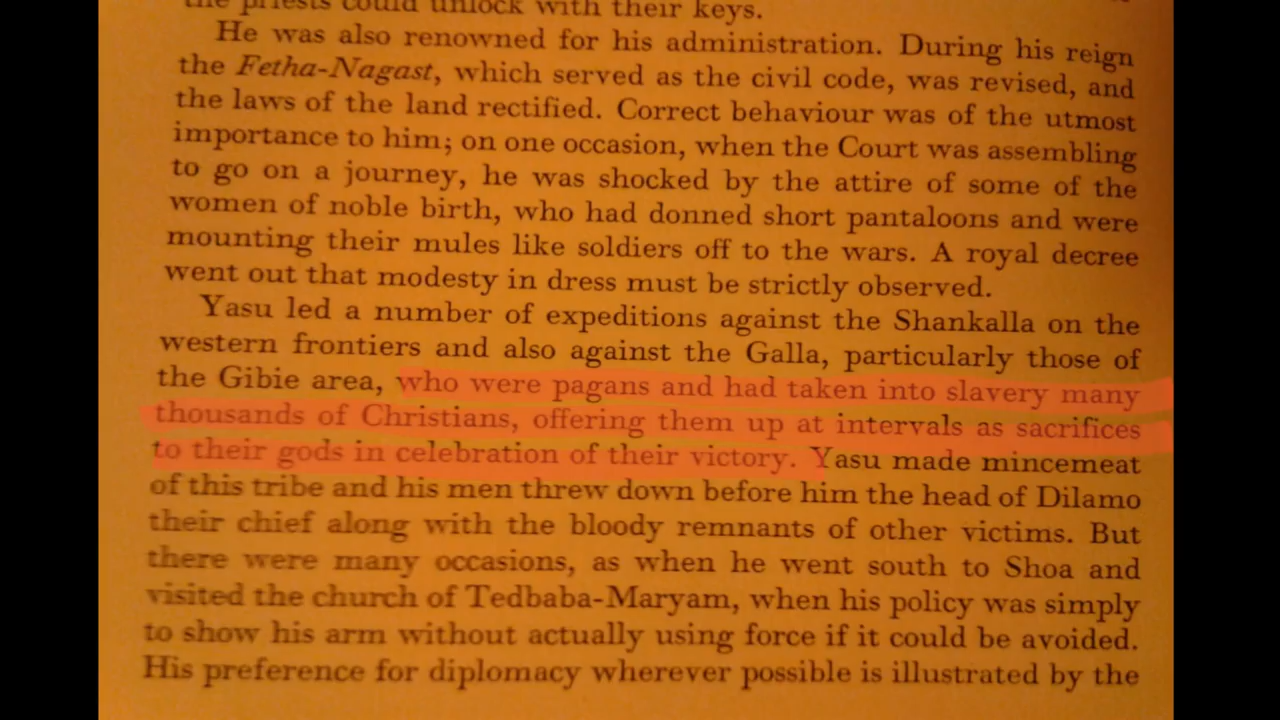 the priests could unlock with their keys.
He was also renowned for his administration. During his reign
the Fetha-Nagast, which served as the civil code, was revised, and
the laws of the land rectified. Correct behaviour was of the utmost
importance to him; on one occasion, when the Court was assembling
to go on a journey, he was shocked by the attire of some of the
women of noble birth, who had donned short pantaloons and were
mounting their mules like soldiers off to the wars. A royal decree
went out that modesty in dress must be strictly observed.
Yasu led a number of expeditions against the Shankalla on the
western frontiers and also against the Galla, particularly those of
the Gibie area, who were pagans and had taken into slavery many
thousands of Christians, offering them up at intervals as sacrifices
to their gods in celebration of their victory. Yasu made mincemeat
of this tribe and his men threw down before him the head of Dilamo
their chief along with the bloody remnants of other victims. But
there were many occasions, as when he went south to Shoa and
visited the church of Tedbaba-Maryam, when his policy was simply
to show his arm without actually using force if it could be avoided.
His preference for diplomacy wherever possible is illustrated by the